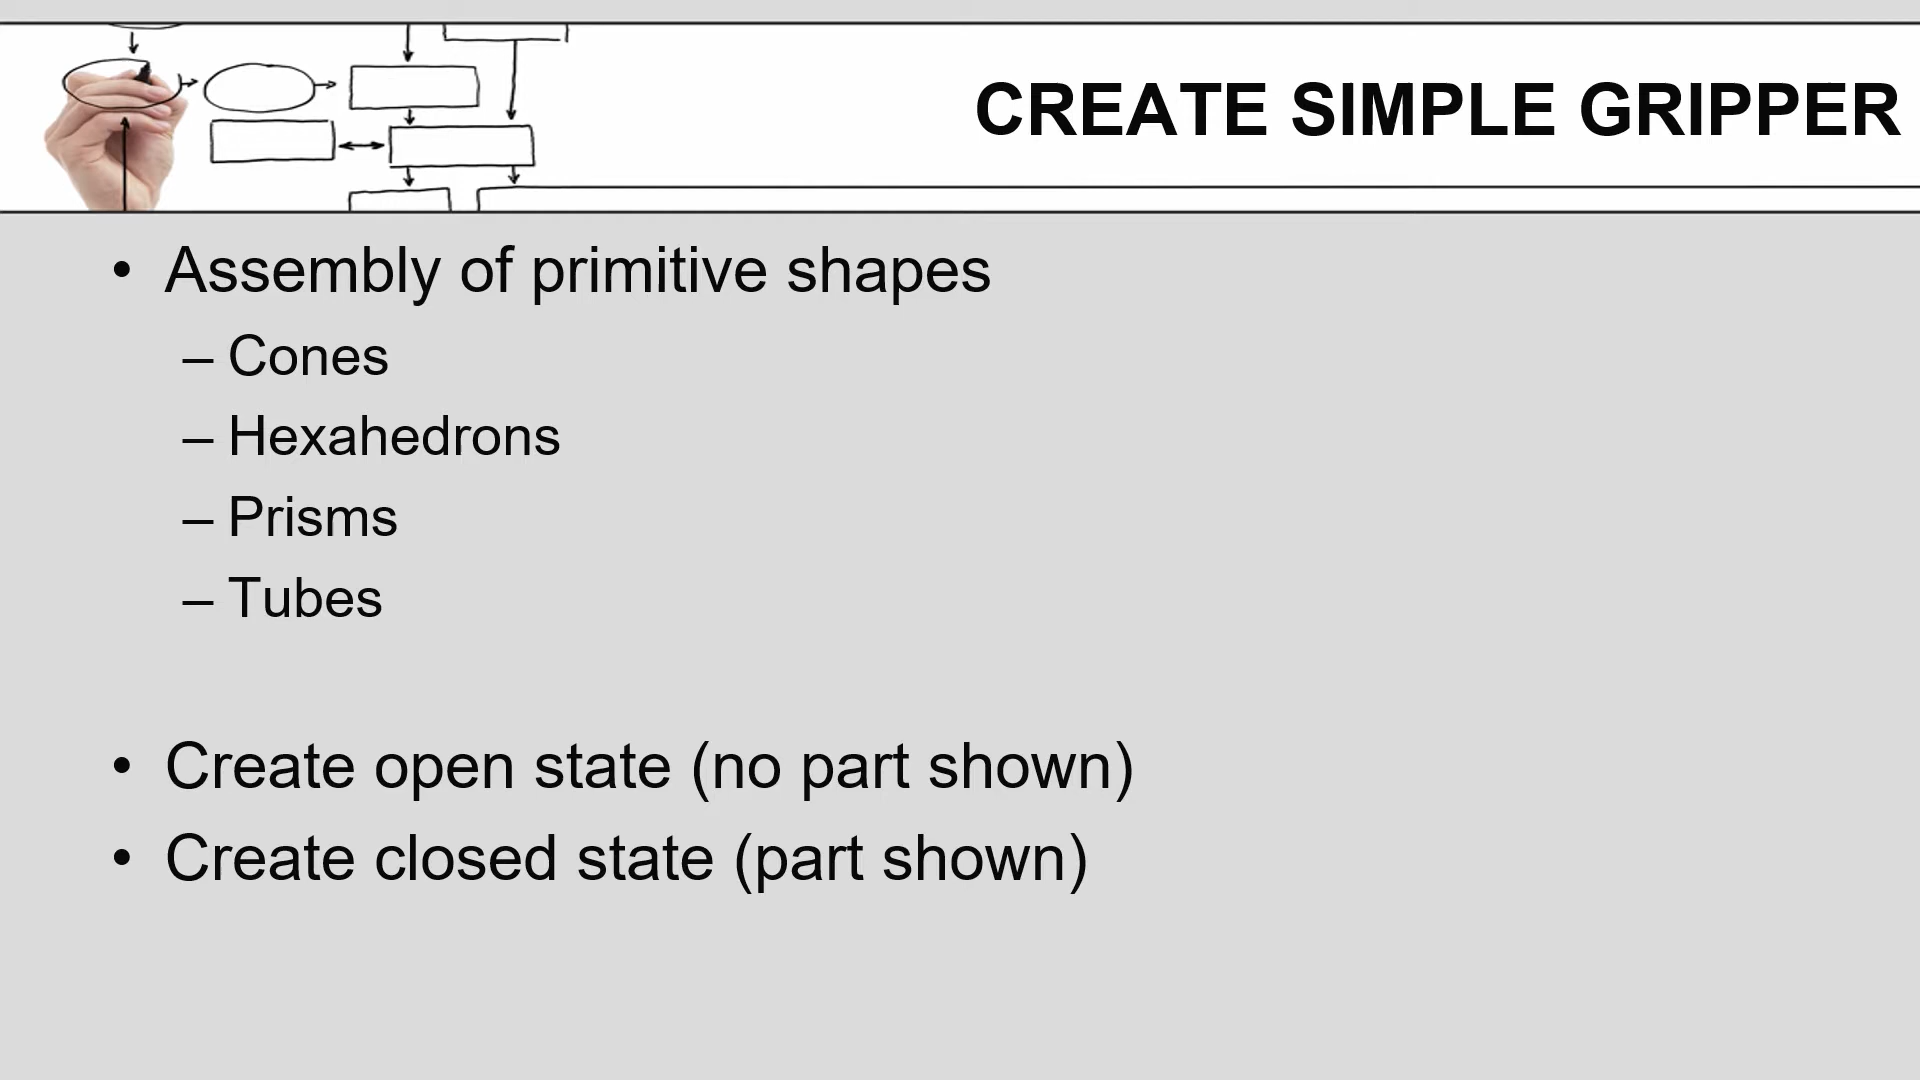 CREATE SIMPLE GRIPPER
• Assembly of primitive shapes
– Cones
– Hexahedrons
– Prisms
– Tubes
• Create open state (no part shown)
• Create closed state (part shown)